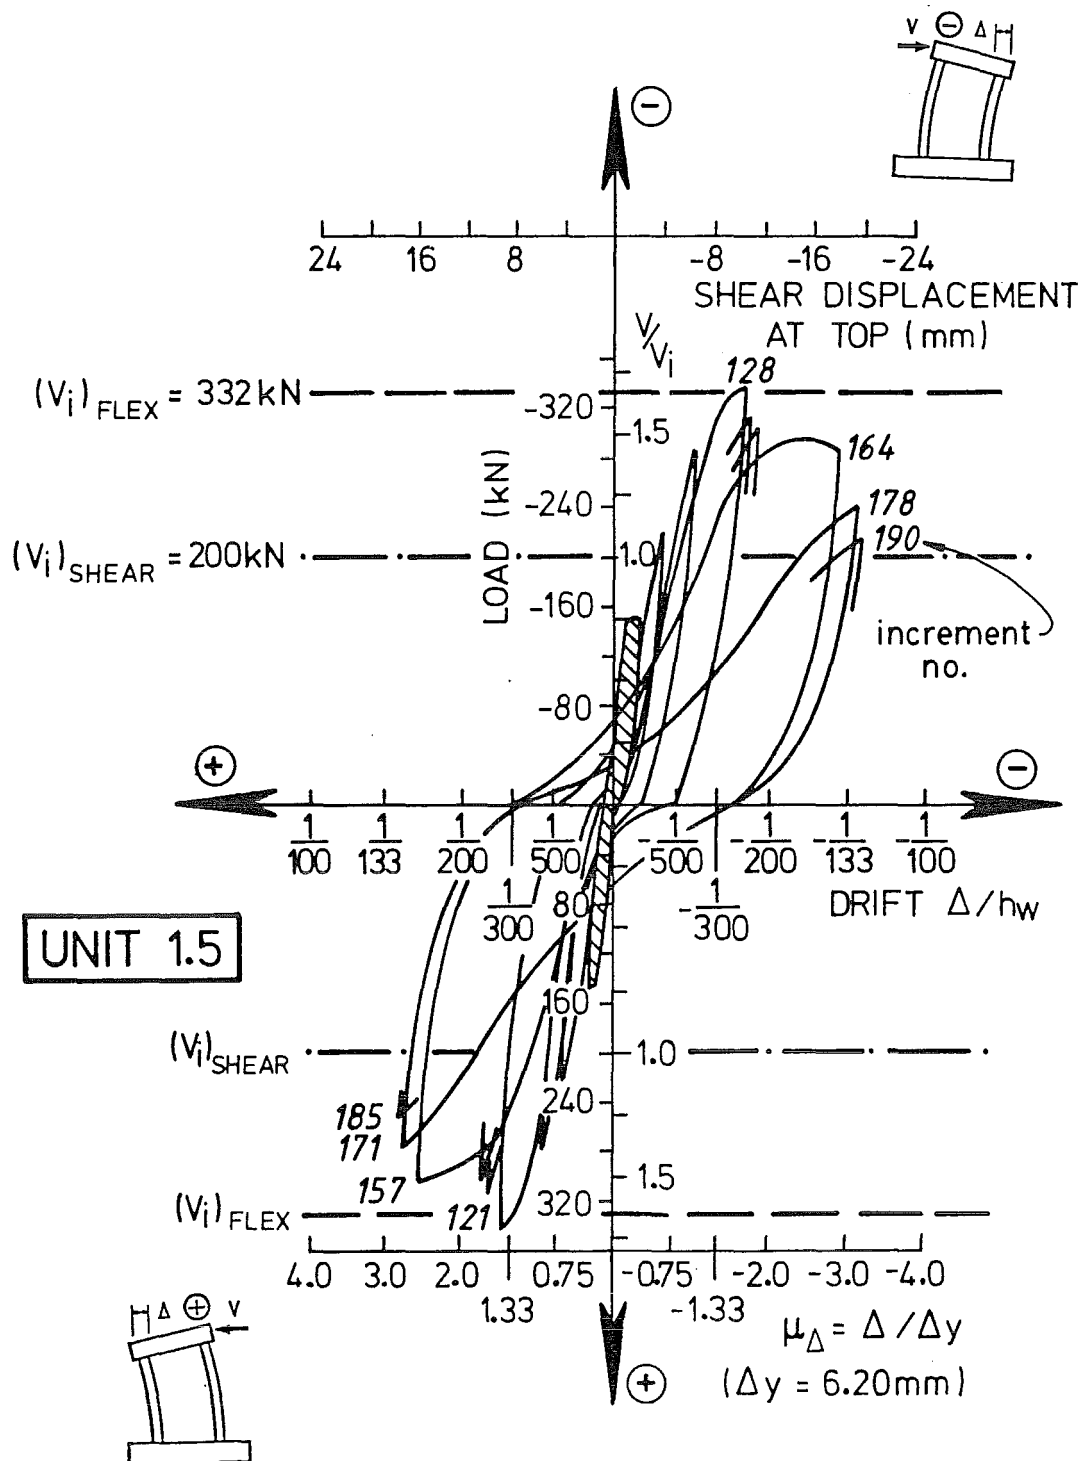 V ⊖ Δ
⊖
24 16 8 -8 -16 -24
SHEAR DISPLACEMENT
AT TOP (mm)
V/Vi
128
(Vi) FLEX = 332kN
-320
1.5
164
LOAD (kN)
-240
178
190
(Vi) SHEAR = 200kN
1.0
-160
increment
no.
-80
⊕ ⊖
1/100 1/133 1/200 1/500 -1/500 -1/200 -1/133 -1/100
1/300 80 -1/300 DRIFT Δ/hw
UNIT 1.5
160
(Vi) SHEAR
1.0
240
185
171
157
1.5
320
121
(Vi) FLEX
4.0 3.0 2.0 0.75 -0.75 -2.0 -3.0 -4.0
1.33 -1.33
μΔ = Δ/Δy
(Δy = 6.20mm)
⊕
Δ ⊕ V